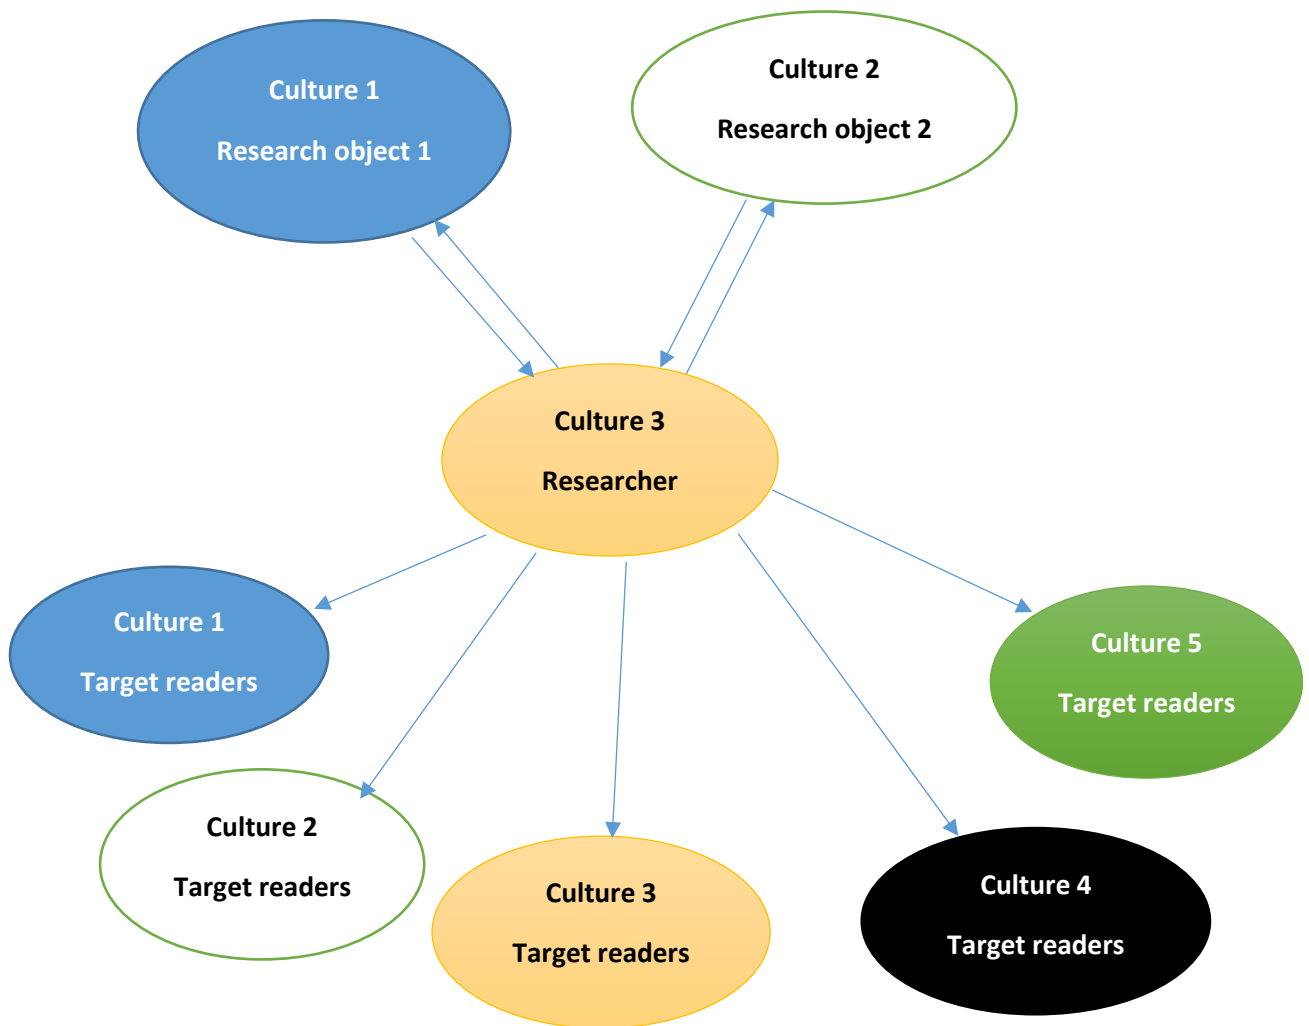 Culture 1
Research object 1
Culture 2
Research object 2
Culture 3
Researcher
Culture 1
Target readers
Culture 5
Target readers
Culture 2
Target readers
Culture 3
Target readers
Culture 4
Target readers